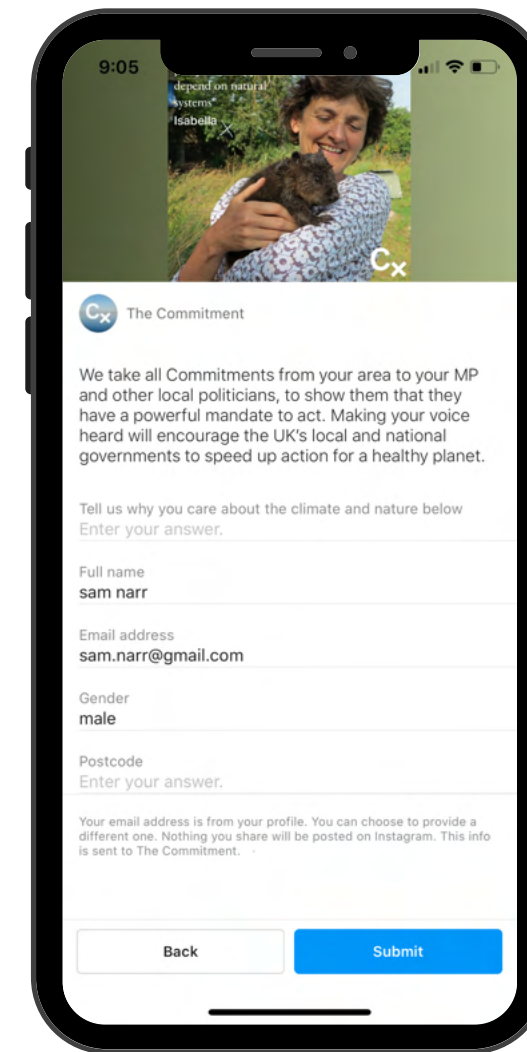 9:05
depend on natural
systems"
Isabella
Cx
Cx
The Commitment
We take all Commitments from your area to your MP
and other local politicians, to show them that they
have a powerful mandate to act. Making your voice
heard will encourage the UK's local and national
governments to speed up action for a healthy planet.
Tell us why you care about the climate and nature below
Enter your answer.
Full name
sam narr
Email address
sam.narr@gmail.com
Gender
male
Postcode
Enter your answer.
Your email address is from your profile. You can choose to provide a
different one. Nothing you share will be posted on Instagram. This info
is sent to The Commitment.
Back
Submit